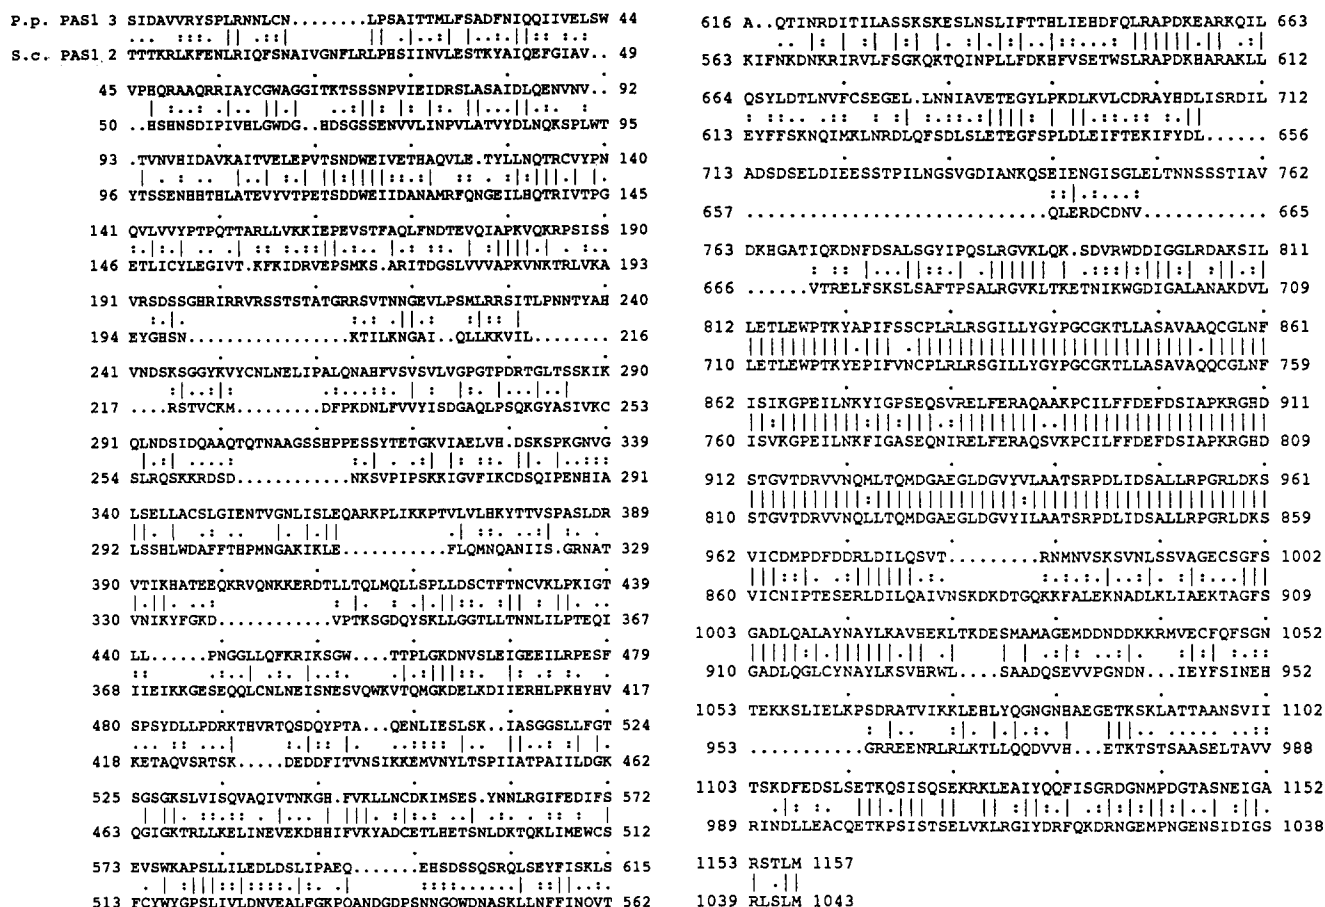 P.p. PAS1 3 SIDAVVRYSPLRNNLCN........LPSAITTMLFSADFNIQQIIVELSW 44
S.c. PAS1 2 TTTKRLKFENLRIQFSNAIVGNFLRLPHSIINVLESTKYAIQEFGIAV.. 49
45 VPHQRAAQRRIAYCGWAGGITKTSSSNPVIEIDRSLASAIDLQENVNV.. 92
50 ..HSHNSDIPIVHLGWDG..HDSGSSENVVLINPVLATVYDLNQKSPLWT 95
93 .TVNVHIDAVKAITVELEPVTSNDWEIVETHAQVLE.TYLLNQTRCVYPN 140
96 YTSSENHHTHLATEVYVTPETSDDWEIIDANAMRFQNGEILHQTRIVTPG 145
141 QVLVVYPTPQTTARLLVKKIEPEVSTFAQLFNDTEVQIAPKVQKRPSISS 190
146 ETLICYLEGIVT.KFKIDRVEPSMKS.ARITDGSLVVVAPKVNKTRLVKA 193
191 VRSDSSGHRIRRVRSSTSTATGRRSVTNNGEVLPSMLRRSITLPNNTYAH 240
194 EYGHSN................KTILKNGAI..QLLKKVIL........ 216
241 VNDSKSGGYKVYCNLNELIPALQNAHFVSVSVLVGPGTPDRTGLTSSKIK 290
217 ....RSTVCKM.........DFPKDNLFVVYISDGAQLPSQKGYASIVKC 253
291 QLNDSIDQAAQTQTNAAGSSHPPESSYTETGKVIAELVH.DSKSPKGNVG 339
254 SLRQSKKRDSD............NKSVPIPSKKIGVFIKCDSQIPENHIA 291
340 LSELLACSLGIENTVGNLISLEQARKPLIKKPTVLVLHKYTTVSPASLDR 389
292 LSSHLWDAFFTHPMNGAKIKLE...........FLQMNQANIIS.GRNAT 329
390 VTIKHATEEQKRVQNKKERDTLLTQLMQLLSPLLDSCTFTNCVKLPKIGT 439
330 VNIKYFGKD............VPTKSGDQYSKLLGGTLLTNNLILPTEQI 367
440 LL......PNGGLLQFKRIKSGW....TTPLGKDNVSLEIGEEILRPESF 479
368 IIEIKKGESEQQLCNLNEISNESVQWKVTQMGKDELKDIIERHLPKHYHV 417
480 SPSYDLLPDRKTHVRTQSDQYPTA...QENLIESLSK..IASGGSLLFGT 524
418 KETAQVSRTSK.....DEDDFITVNSIKKEMVNYLTSPIIATPAIILDGK 462
525 SGSGKSLVISQVAQIVTNKGH.FVKLLNCDKIMSES.YNNLRGIFEDIFS 572
463 QGIGKTRLLKELINEVEKDHHIFVKYADCETLHETSNLDKTQKLIMEWCS 512
573 EVSWKAPSLLILEDLDSLIPAEQ.......EHSDSSQSRQLSEYFISKLS 615
513 FCYWYGPSLIVLDNVEALFGKPQANDGDPSNNGQWDNASKLLNFFINQVT 562
616 A..QTINRDITILASSKSKESLNSLIFTTHLIEHDFQLRAPDKEARKQIL 663
563 KIFNKDNKRIRVLFSGKQKTQINPLLFDKHFVSETWSLRAPDKHARAKLL 612
664 QSYLDTLNVFCSEGEL.LNNIAVETEGYLPKDLKVLCDRAYHDLISRDIL 712
613 EYFFSKNQIMKLNRDLQFSDLSLETEGFSPLDLEIFTEKIFYDL...... 656
713 ADSDSELDIEESSTPILNGSVGDIANKQSEIENGISGLELTNNSSSTIAV 762
657 .............................QLERDCDNV............ 665
763 DKHGATIQKDNFDSALSGYIPQSLRGVKLQK.SDVRWDDIGGLRDAKSIL 811
666 ......VTRELFSKSLSAFTPSALRGVKLTKETNIKWGDIGALANAKDVL 709
812 LETLEWPTKYAPIFSSCPLRLRSGILLYGYPGCGKTLLASAVAAQCGLNF 861
710 LETLEWPTKYEPIFVNCPLRLRSGILLYGYPGCGKTLLASAVAQQCGLNF 759
862 ISIKGPEILNKYIGPSEQSVRELFERAQAAKPCILFFDEFDSIAPKRGHD 911
760 ISVKGPEILNKFIGASEQNIRELFERAQSVKPCILFFDEFDSIAPKRGHD 809
912 STGVTDRVVNQMLTQMDGAEGLDGVYVLAATSRPDLIDSALLRPGRLDKS 961
810 STGVTDRVVNQLLTQMDGAEGLDGVYILAATSRPDLIDSALLRPGRLDKS 859
962 VICDMPDFDDRLDILQSVT.........RNMNVSKSVNLSSVAGECSGFS 1002
860 VICNIPTESERLDILQAIVNSKDKDTGQKKFALEKNADLKLIAEKTAGFS 909
1003 GADLQALAYNAYLKAVHEKLTKDESMAMAGEMDDNDDKKRMVECFQFSGN 1052
910 GADLQGLCYNAYLKSVHRWL....SAADQSEVVPGNDN...IEYFSINEH 952
1053 TEKKSLIELKPSDRATVIKKLEHLYQGNGNHAEGETKSKLATTAANSVII 1102
953 ...........GRREENRLRLKTLLQQDVVH...ETKTSTSAASELTAVV 988
1103 TSKDFEDSLSETKQSISQSEKRKLEAIYQQFISGRDGNMPDGTASNEIGA 1152
989 RINDLLEACQETKPSISTSELVKLRGIYDRFQKDRNGEMPNGENSIDIGS 1038
1153 RSTLM 1157
1039 RLSLM 1043